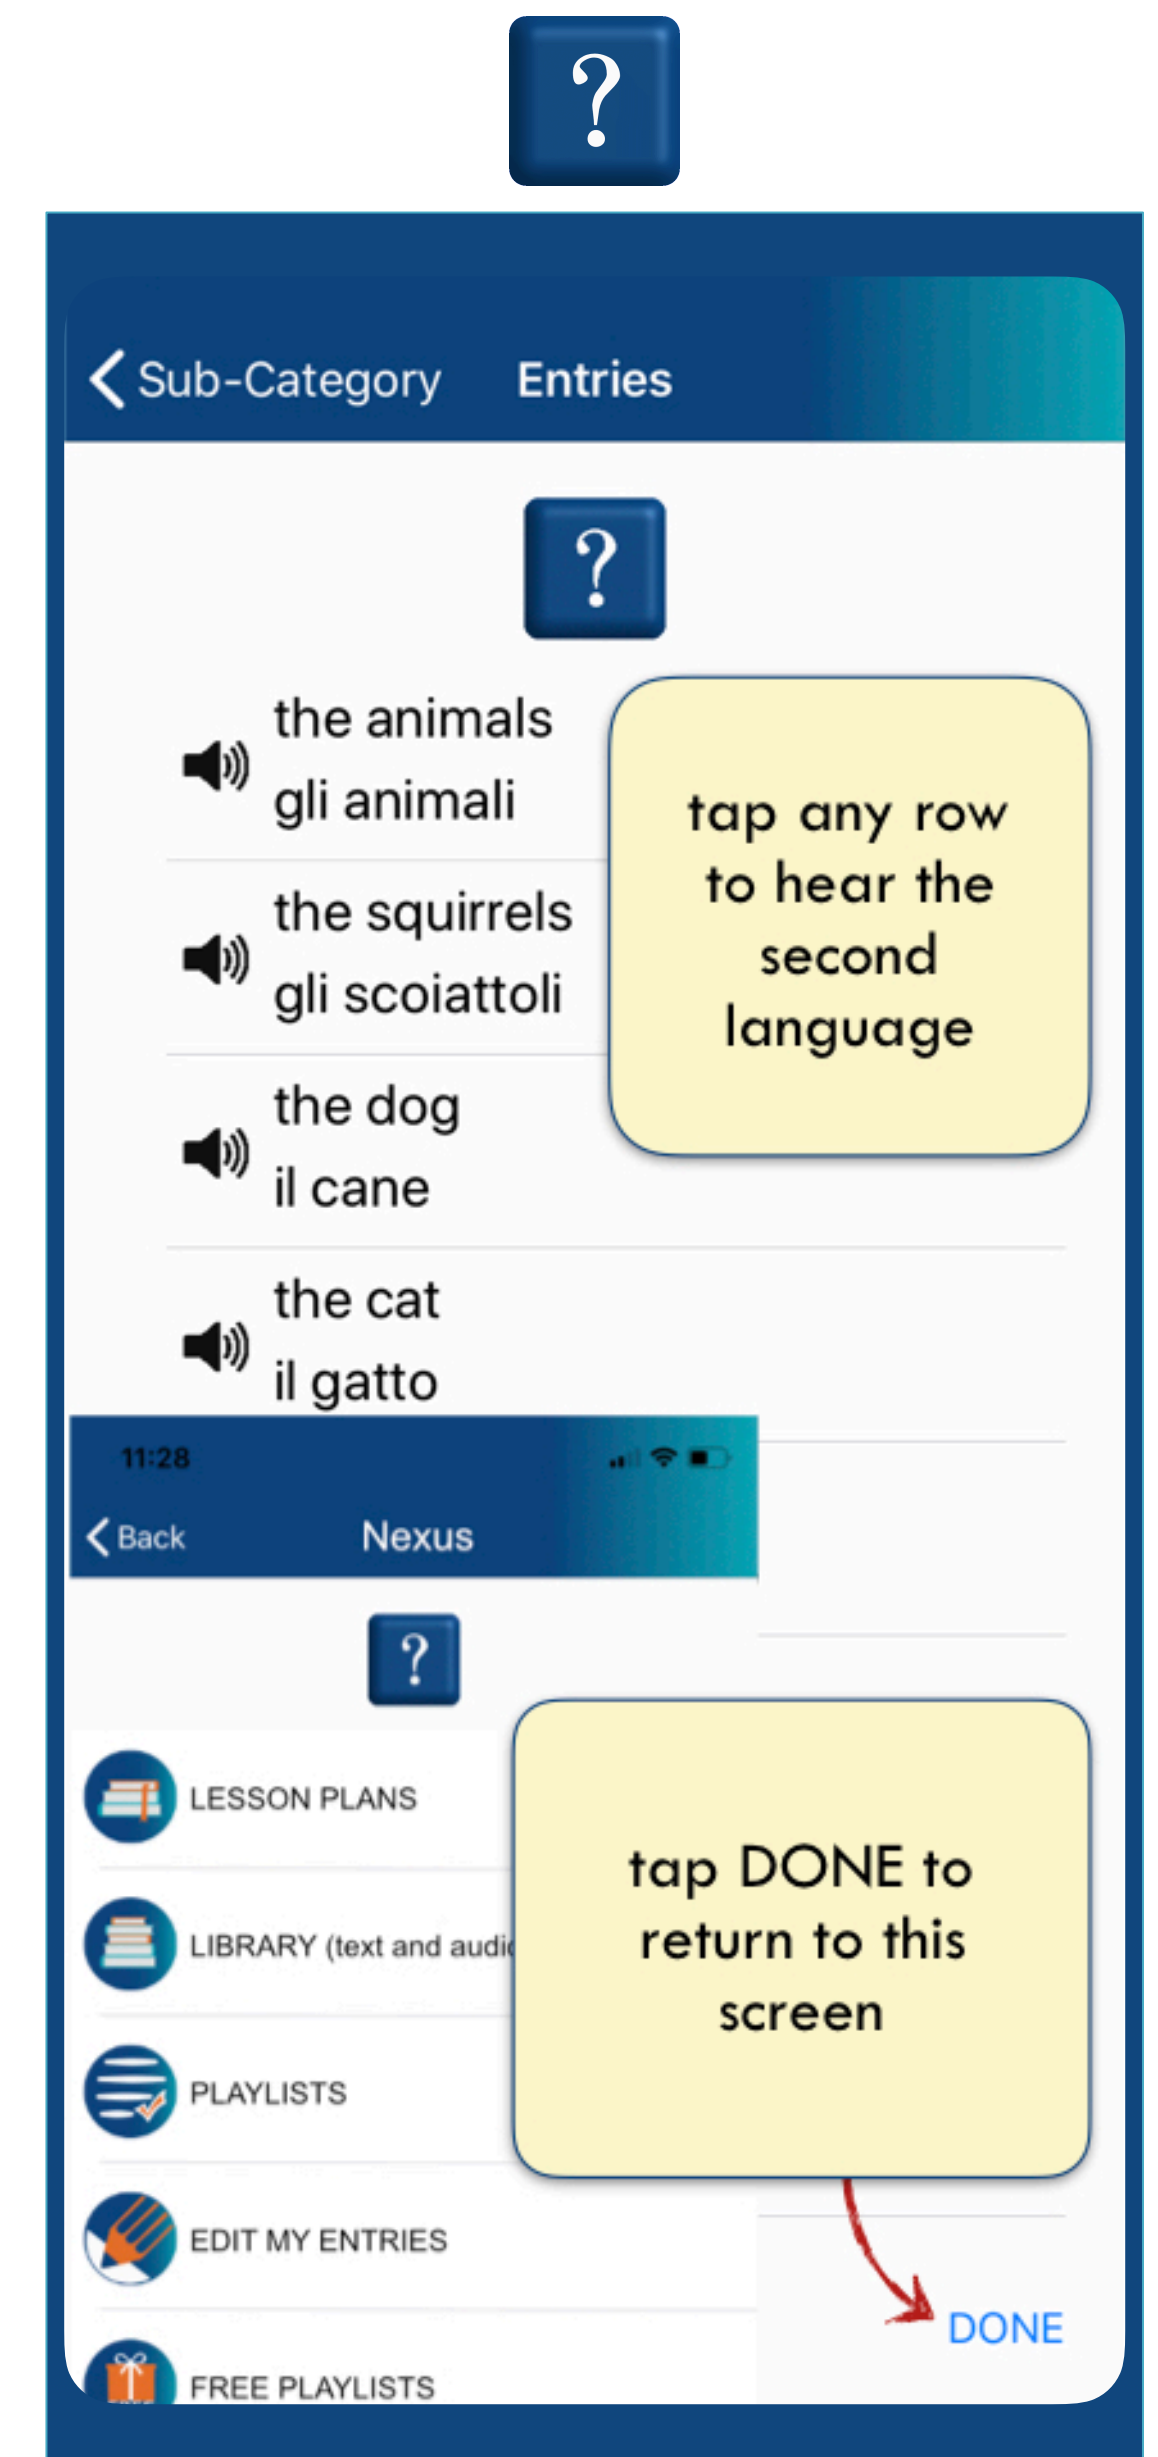 ?
Sub-Category Entries
?
the animals
gli animali
the squirrels
gli scoiattoli
the dog
il cane
the cat
il gatto
tap any row
to hear the
second
language
11:28
Back Nexus
?
LESSON PLANS
LIBRARY (text and audio
PLAYLISTS
EDIT MY ENTRIES
FREE PLAYLISTS
tap DONE to
return to this
screen
DONE